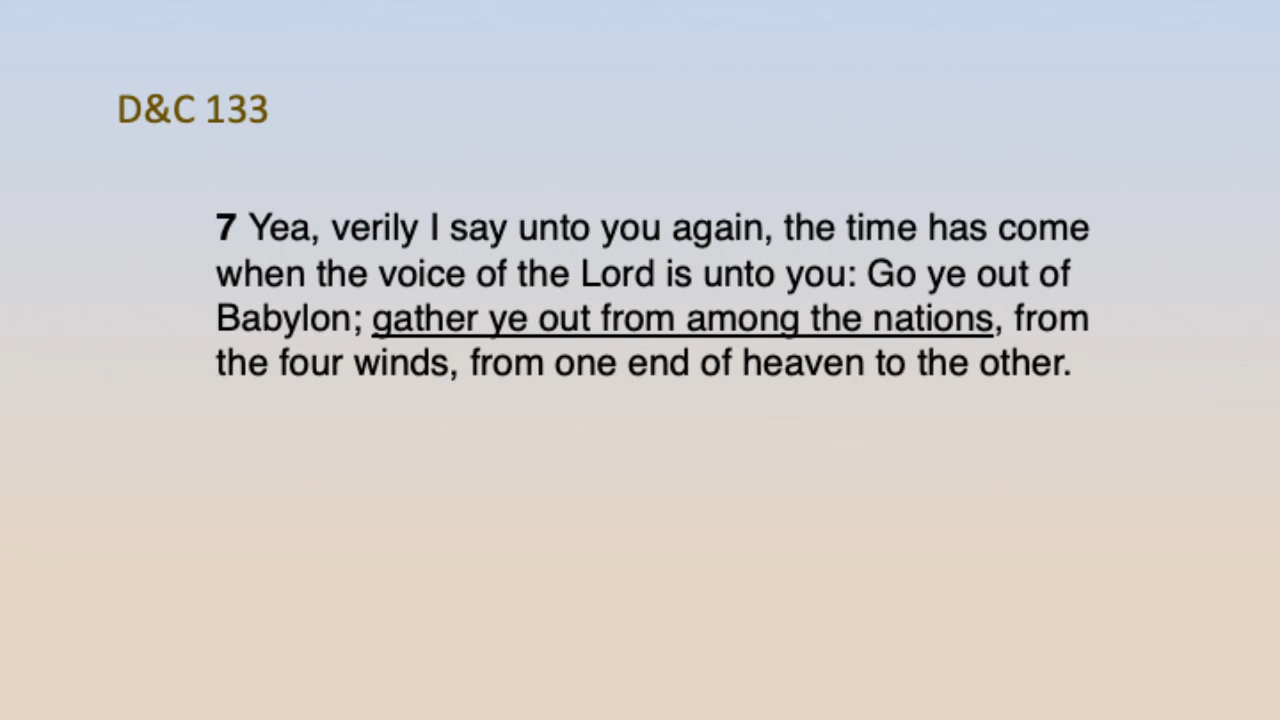 D&C 133
7 Yea, verily I say unto you again, the time has come
when the voice of the Lord is unto you: Go ye out of
Babylon; gather ye out from among the nations, from
the four winds, from one end of heaven to the other.